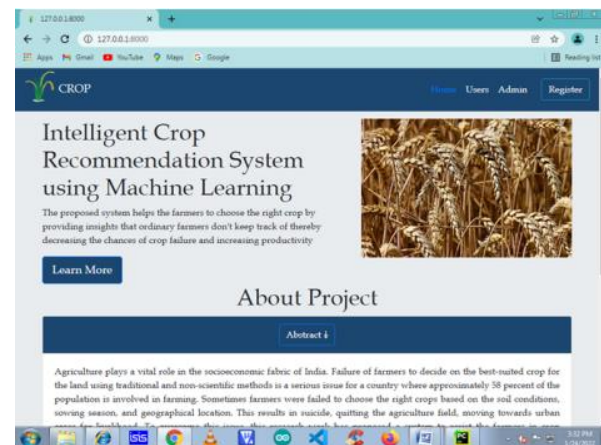 127.0.0.1:8000
127.0.0.1:8000
Apps Gmail YouTube Maps Google Reading list
CROP Home Users Admin Register
Intelligent Crop
Recommendation System
using Machine Learning
The proposed system helps the farmers to choose the right crop by
providing insights that ordinary farmers don't keep track of thereby
decreasing the chances of crop failure and increasing productivity
Learn More
About Project
Abstract
Agriculture plays a vital role in the socioeconomic fabric of India. Failure of farmers to decide on the best-suited crop for
the land using traditional and non-scientific methods is a serious issue for a country where approximately 58 percent of the
population is involved in farming. Sometimes farmers were failed to choose the right crops based on the soil conditions,
sowing season, and geographical location. This results in suicide, quitting the agriculture field, moving towards urban
3:32 PM